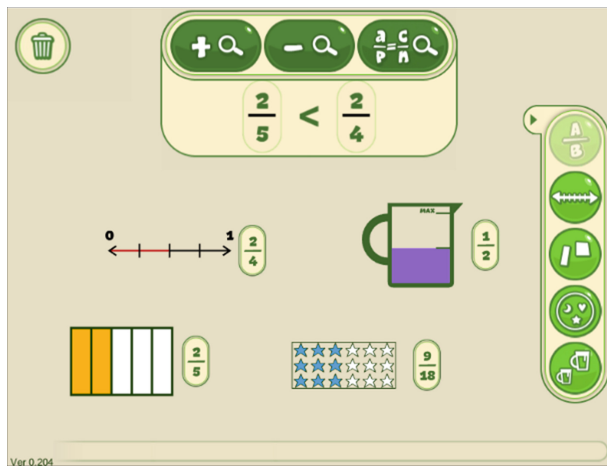 + - a/p = c/n
2/5 < 2/4
A/B
0 1 2/4
MAX 1/2
2/5
9/18
Ver 0.204